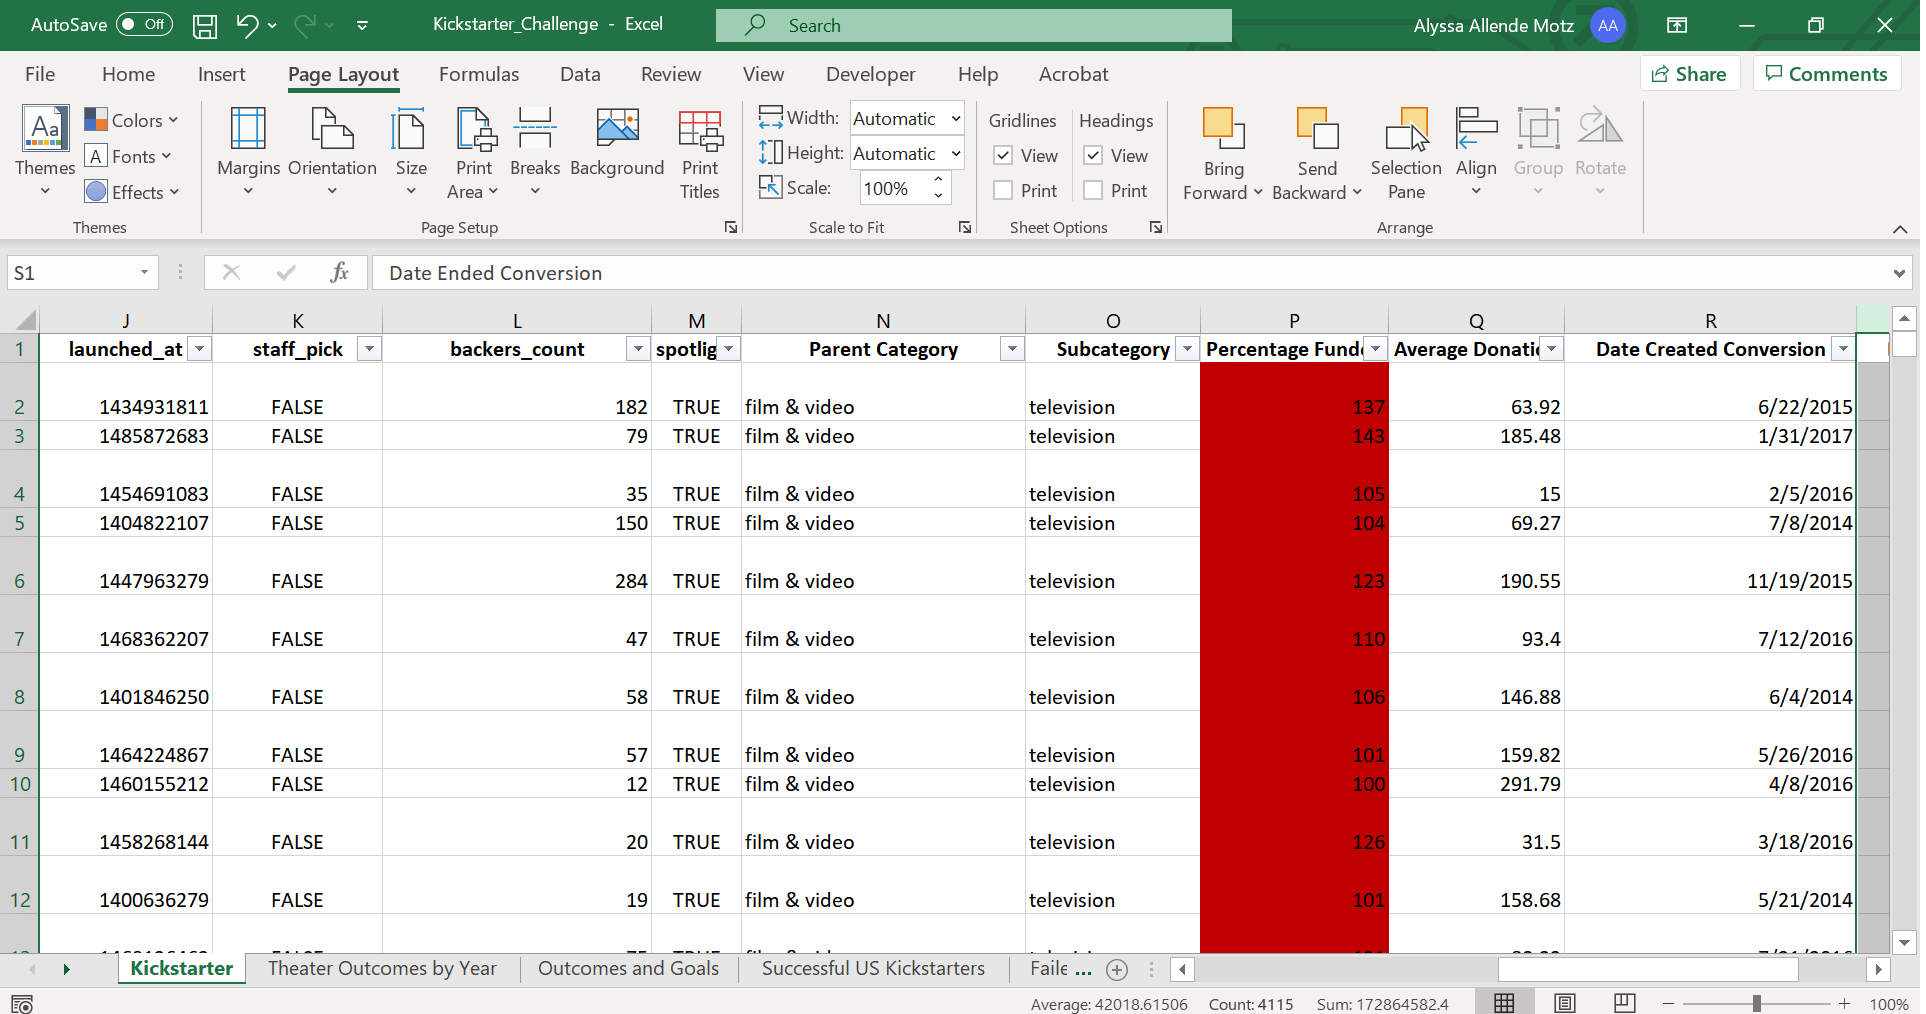 AutoSave Off Kickstarter_Challenge - Excel Search Alyssa Allende Motz AA
File Home Insert Page Layout Formulas Data Review View Developer Help Acrobat Share Comments
Aa Themes Colors Fonts Effects
Margins Orientation Size Print Area Breaks Background Print Titles
Width: Automatic
Height: Automatic
Scale: 100%
Gridlines View Print
Headings View Print
Bring Forward Send Backward Selection Pane Align Group Rotate
Themes Page Setup Scale to Fit Sheet Options Arrange
S1 fx Date Ended Conversion
J K L M N O P Q R
1 launched_at staff_pick backers_count spotlig Parent Category Subcategory Percentage Funde Average Donatio Date Created Conversion
2 1434931811 FALSE 182 TRUE film & video television 137 63.92 6/22/2015
3 1485872683 FALSE 79 TRUE film & video television 143 185.48 1/31/2017
4 1454691083 FALSE 35 TRUE film & video television 105 15 2/5/2016
5 1404822107 FALSE 150 TRUE film & video television 104 69.27 7/8/2014
6 1447963279 FALSE 284 TRUE film & video television 123 190.55 11/19/2015
7 1468362207 FALSE 47 TRUE film & video television 110 93.4 7/12/2016
8 1401846250 FALSE 58 TRUE film & video television 106 146.88 6/4/2014
9 1464224867 FALSE 57 TRUE film & video television 101 159.82 5/26/2016
10 1460155212 FALSE 12 TRUE film & video television 100 291.79 4/8/2016
11 1458268144 FALSE 20 TRUE film & video television 126 31.5 3/18/2016
12 1400636279 FALSE 19 TRUE film & video television 101 158.68 5/21/2014
Kickstarter Theater Outcomes by Year Outcomes and Goals Successful US Kickstarters Faile ...
Average: 42018.61506 Count: 4115 Sum: 172864582.4 100%